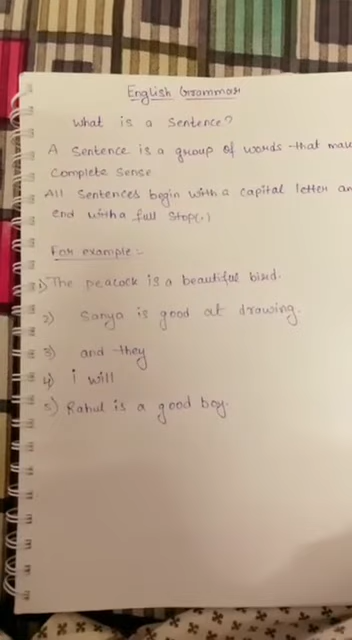 English Grammar
What is a Sentence?
A Sentence is a group of words that
Complete Sense
All Sentences begin with a capital letter
end with a full stop(.)
For example:-
1) The peacock is a beautiful bird.
2) Sanya is good at drawing.
3) and they
4) i will
5) Rahul is a good boy.